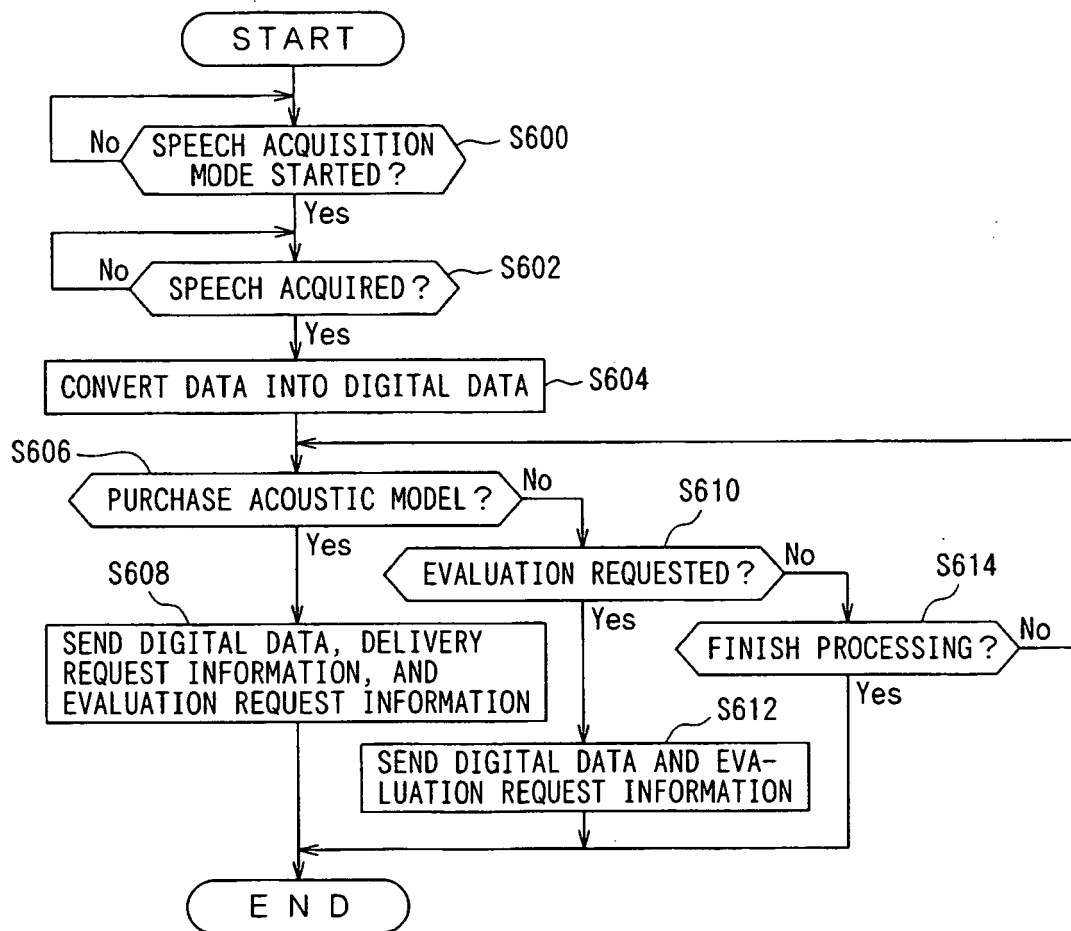 START
No
SPEECH ACQUISITION
MODE STARTED?
S600
Yes
No
SPEECH ACQUIRED?
S602
Yes
CONVERT DATA INTO DIGITAL DATA
S604
S606
PURCHASE ACOUSTIC MODEL?
No
Yes
S610
EVALUATION REQUESTED?
No
Yes
S608
SEND DIGITAL DATA, DELIVERY
REQUEST INFORMATION, AND
EVALUATION REQUEST INFORMATION
S614
FINISH PROCESSING?
No
Yes
S612
SEND DIGITAL DATA AND EVA-
LUATION REQUEST INFORMATION
END